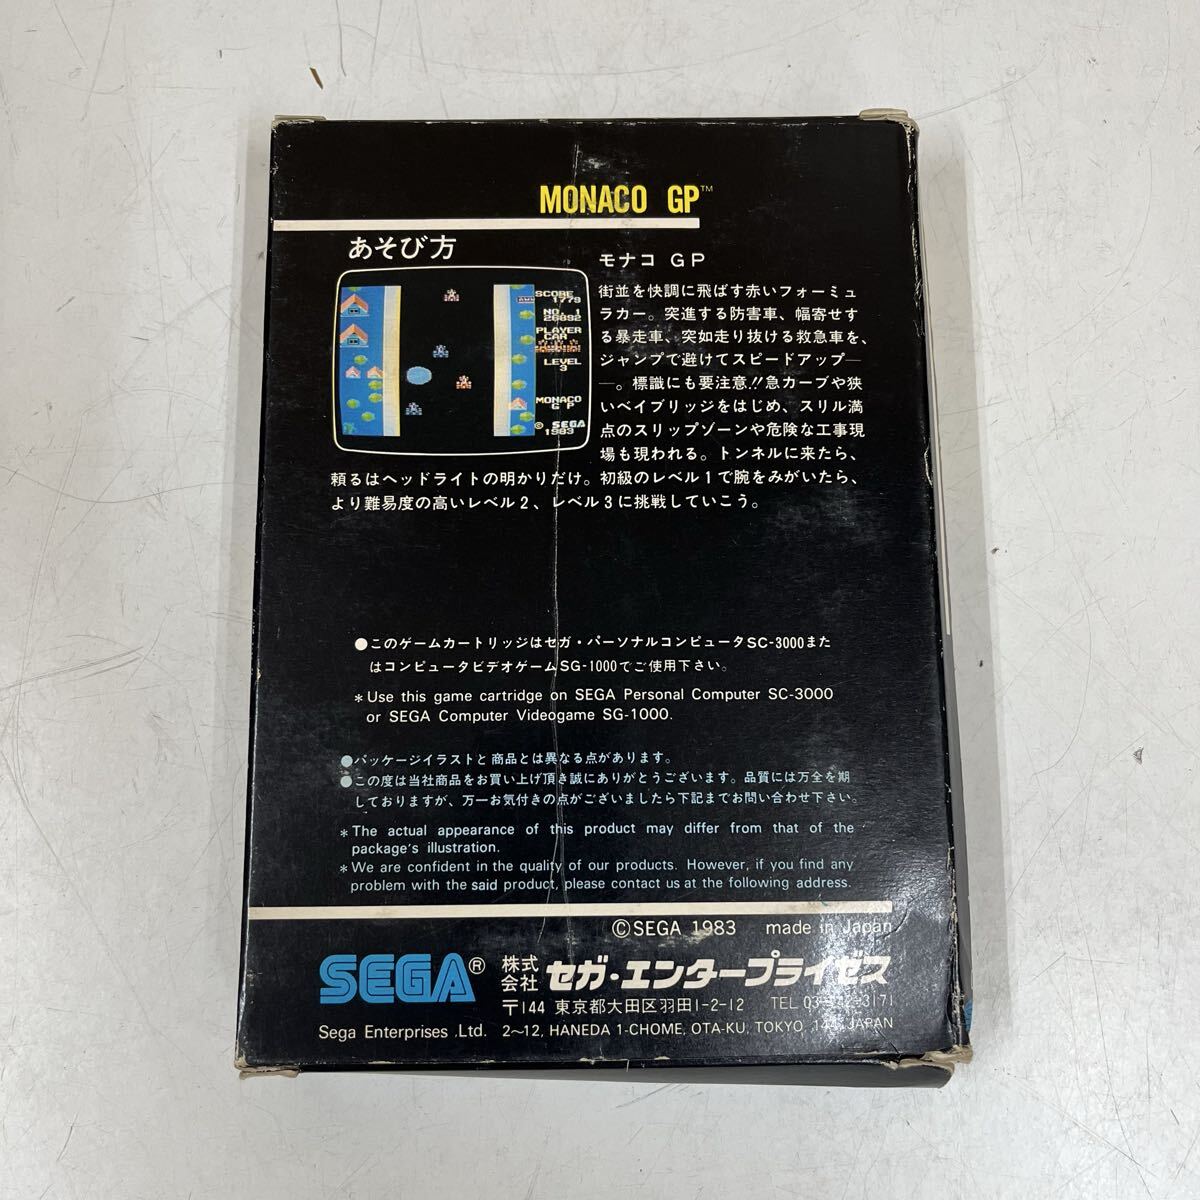 MONACO GP™
あそび方
SCORE
1779
NO. 1
26892
PLAYER
CAR
LEVEL
3
MONACO
G P
© SEGA
1983
モナコ GP
街並を快調に飛ばす赤いフォーミュ
ラカー。突進する防害車、幅寄せす
る暴走車、突如走り抜ける救急車を、
ジャンプで避けてスピードアップ—
—。標識にも要注意!!急カーブや狭
いベイブリッジをはじめ、スリル満
点のスリップゾーンや危険な工事現
場も現われる。トンネルに来たら、
頼るはヘッドライトの明かりだけ。初級のレベル1で腕をみがいたら、
より難易度の高いレベル2、レベル3に挑戦していこう。
●このゲームカートリッジはセガ・パーソナルコンピュータSC-3000また
はコンピュータビデオゲームSG-1000でご使用下さい。
*Use this game cartridge on SEGA Personal Computer SC-3000
or SEGA Computer Videogame SG-1000.
●パッケージイラストと商品とは異なる点があります。
●この度は当社商品をお買い上げ頂き誠にありがとうございます。品質には万全を期
しておりますが、万一お気付きの点がございましたら下記までお問い合わせ下さい。
*The actual appearance of this product may differ from that of the
package's illustration.
*We are confident in the quality of our products. However, if you find any
problem with the said product, please contact us at the following address.
©SEGA 1983 made in Japan
SEGA® 株式会社 セガ・エンタープライゼス
〒144 東京都大田区羽田1-2-12 TEL 03-742-3171
Sega Enterprises ,Ltd. 2~12, HANEDA 1-CHOME, OTA-KU, TOKYO 144 JAPAN